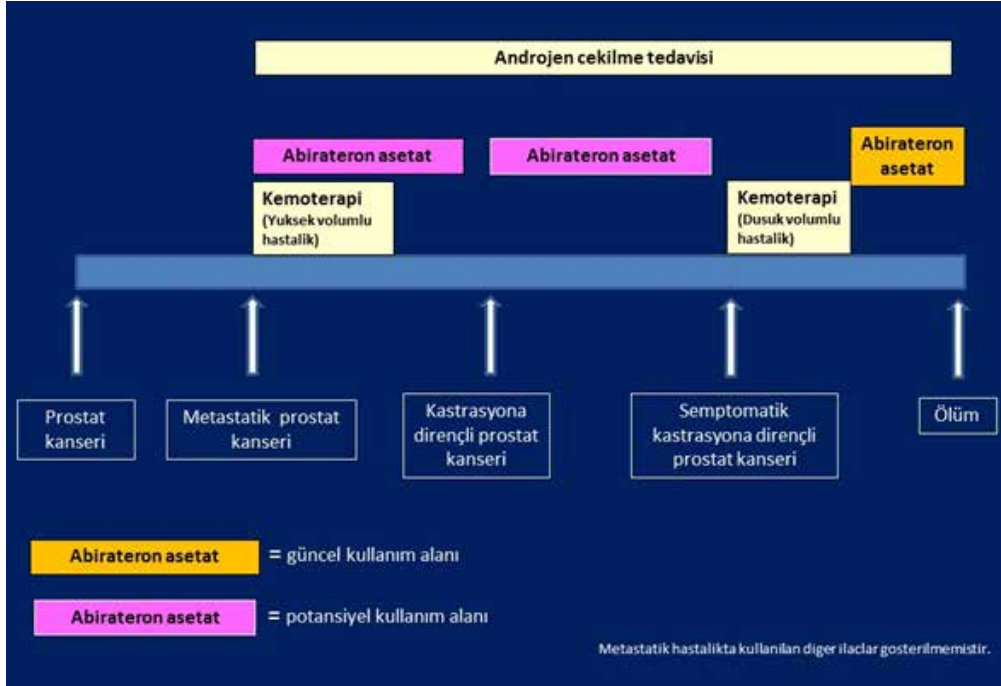 Androjen cekilme tedavisi
Abirateron asetat
Abirateron asetat
Abirateron
asetat
Kemoterapi
(Yuksek volumlu
hastalik)
Kemoterapi
(Dusuk volumlu
hastalik)
Prostat
kanseri
Metastatik prostat
kanseri
Kastrasyona
dirençli prostat
kanseri
Semptomatik
kastrasyona dirençli
prostat kanseri
Ölüm
Abirateron asetat = güncel kullanım alanı
Abirateron asetat = potansiyel kullanım alanı
Metastatik hastalikta kullanilan diger ilaclar gosterilmemistir.